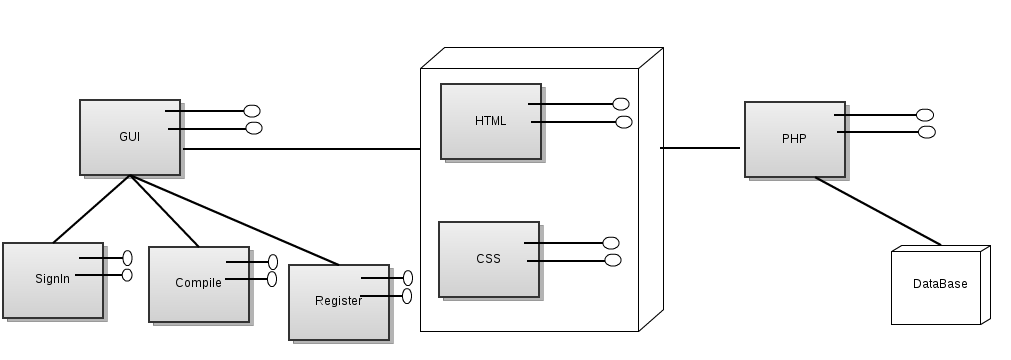 GUI
HTML
PHP
CSS
SignIn
Compile
Register
DataBase